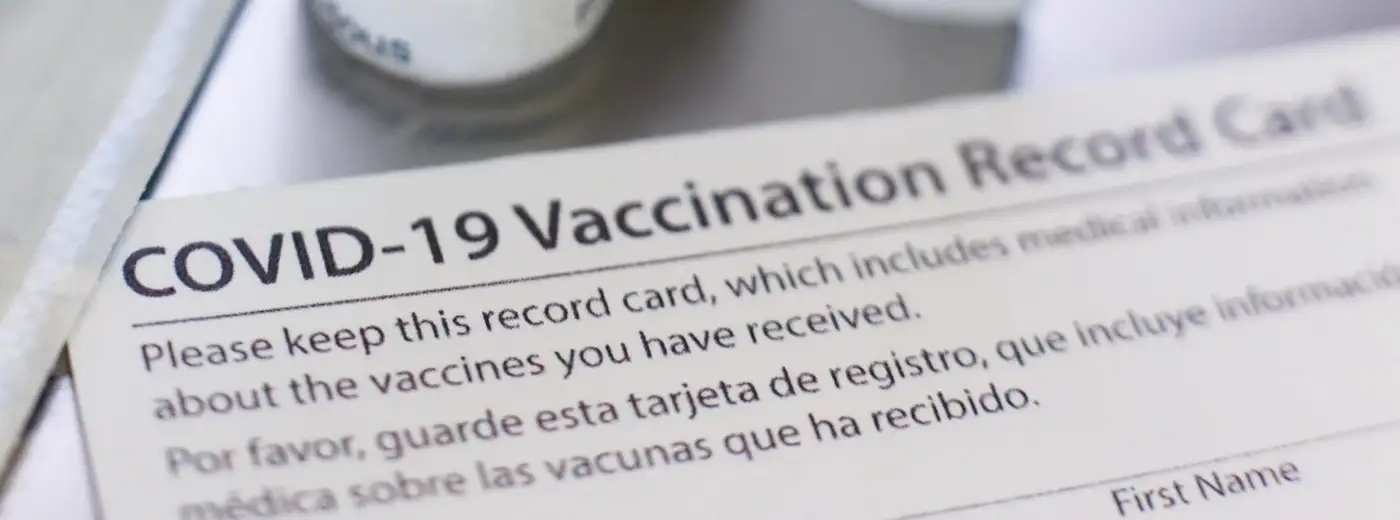 COVID-19 Vaccination Record Card
Please keep this record card, which includes medical information
about the vaccines you have received.
Por favor, guarde esta tarjeta de registro, que incluye informació
médica sobre las vacunas que ha recibido.
First Name